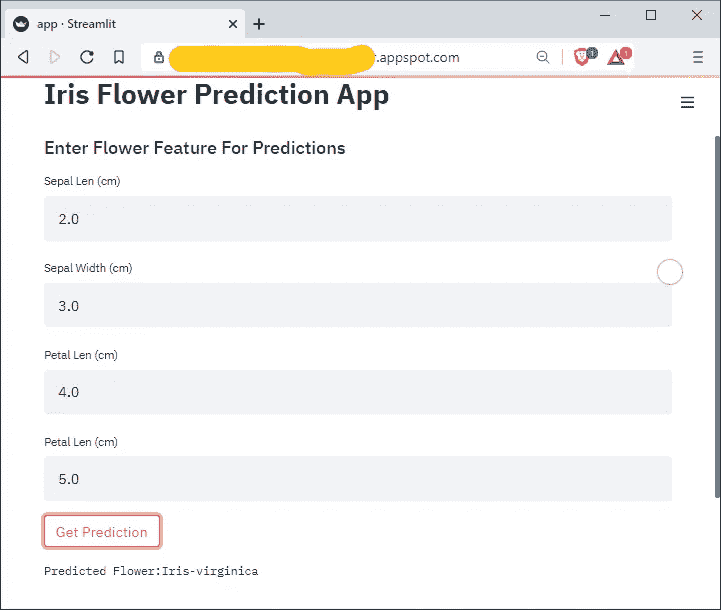 app · Streamlit
.appspot.com
Iris Flower Prediction App
Enter Flower Feature For Predictions
Sepal Len (cm)
2.0
Sepal Width (cm)
3.0
Petal Len (cm)
4.0
Petal Len (cm)
5.0
Get Prediction
Predicted Flower:Iris-virginica